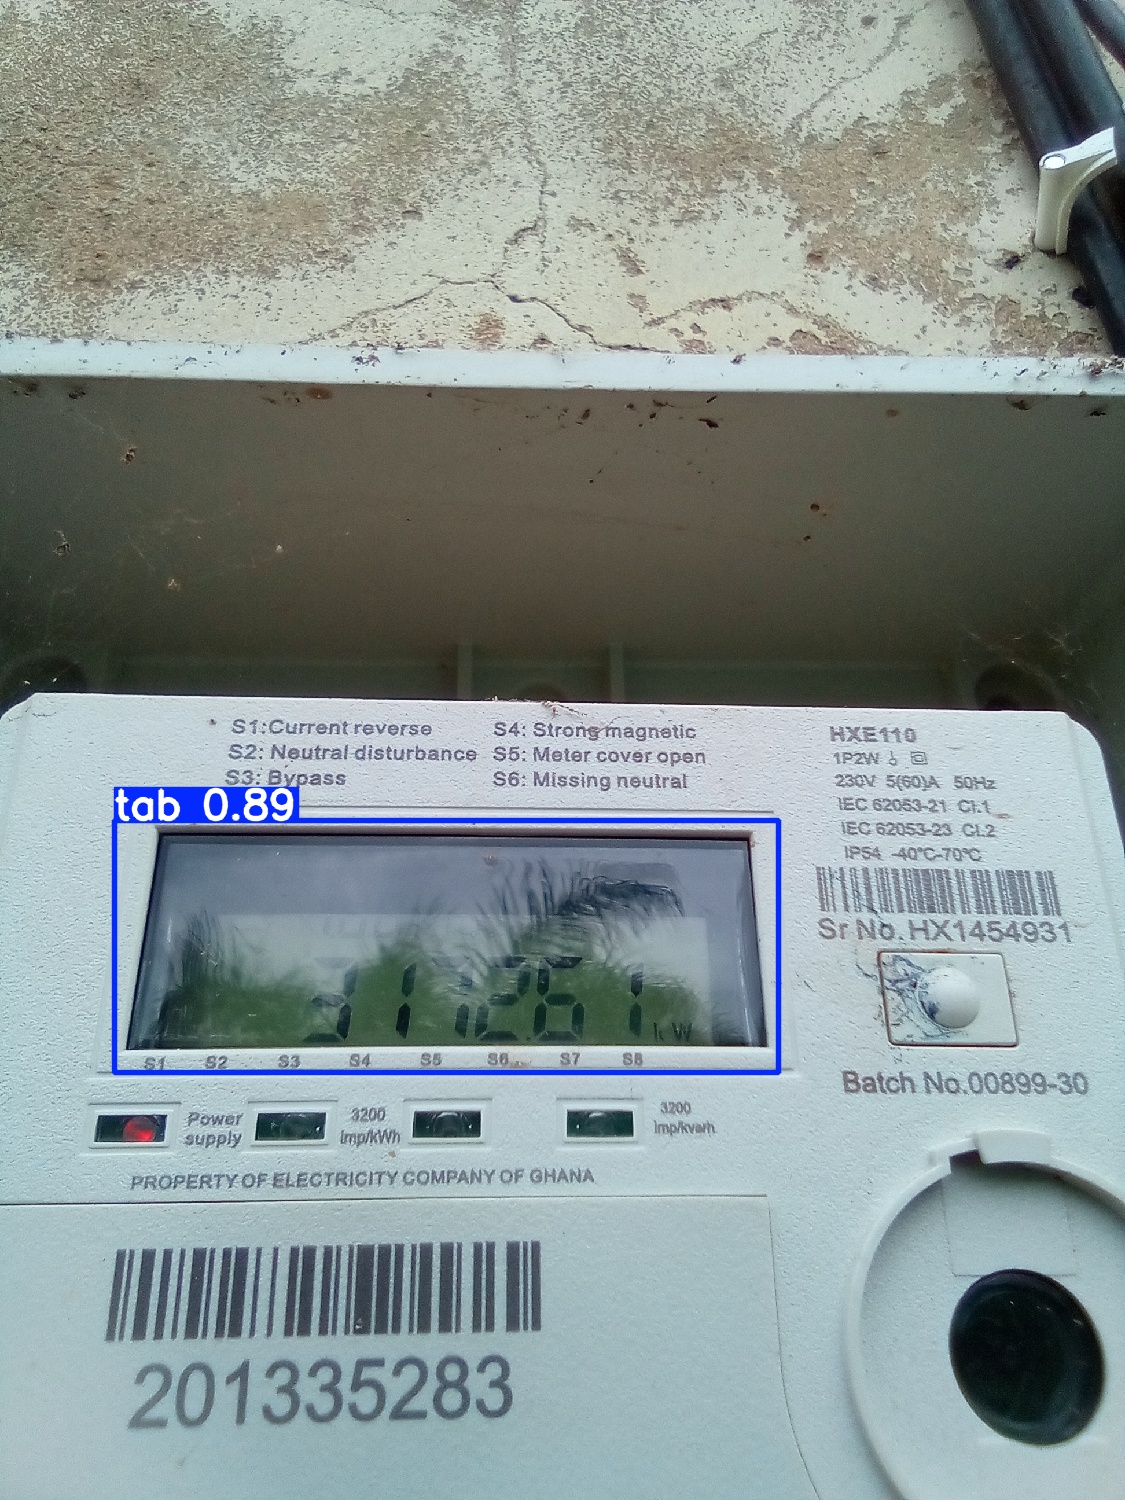 S1:Current reverse
S2: Neutral disturbance
S3: Bypass
S4: Strong magnetic
S5: Meter cover open
S6: Missing neutral
HXE110
1P2W
230V 5(60)A 50Hz
IEC 62053-21 Cl.1
IEC 62053-23 Cl.2
IP54 -40°C-70°C
Sr No. HX1454931
tab 0.89
kW
S1 S2 S3 S4 S5 S6 S7 S8
Batch No.00899-30
Power supply
3200 imp/kWh
3200 imp/kvarh
PROPERTY OF ELECTRICITY COMPANY OF GHANA
201335283